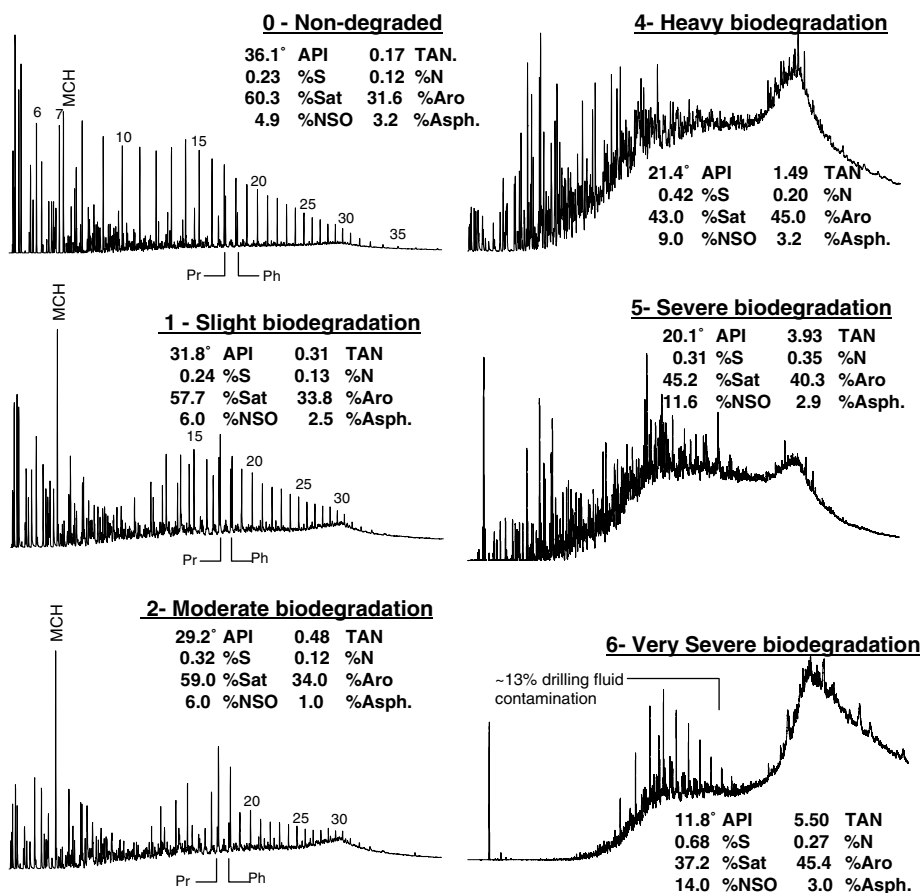 0 - Non-degraded
36.1° API 0.17 TAN.
0.23 %S 0.12 %N
60.3 %Sat 31.6 %Aro
4.9 %NSO 3.2 %Asph.
6 7 MCH 10 15 20 25 30 35
Pr Ph
1 - Slight biodegradation
31.8° API 0.31 TAN
0.24 %S 0.13 %N
57.7 %Sat 33.8 %Aro
6.0 %NSO 2.5 %Asph.
MCH 15 20 25 30
Pr Ph
2- Moderate biodegradation
29.2° API 0.48 TAN
0.32 %S 0.12 %N
59.0 %Sat 34.0 %Aro
6.0 %NSO 1.0 %Asph.
MCH 20 25 30
Pr Ph
4- Heavy biodegradation
21.4° API 1.49 TAN
0.42 %S 0.20 %N
43.0 %Sat 45.0 %Aro
9.0 %NSO 3.2 %Asph.
5- Severe biodegradation
20.1° API 3.93 TAN
0.31 %S 0.35 %N
45.2 %Sat 40.3 %Aro
11.6 %NSO 2.9 %Asph.
6- Very Severe biodegradation
~13% drilling fluid
contamination
11.8° API 5.50 TAN
0.68 %S 0.27 %N
37.2 %Sat 45.4 %Aro
14.0 %NSO 3.0 %Asph.